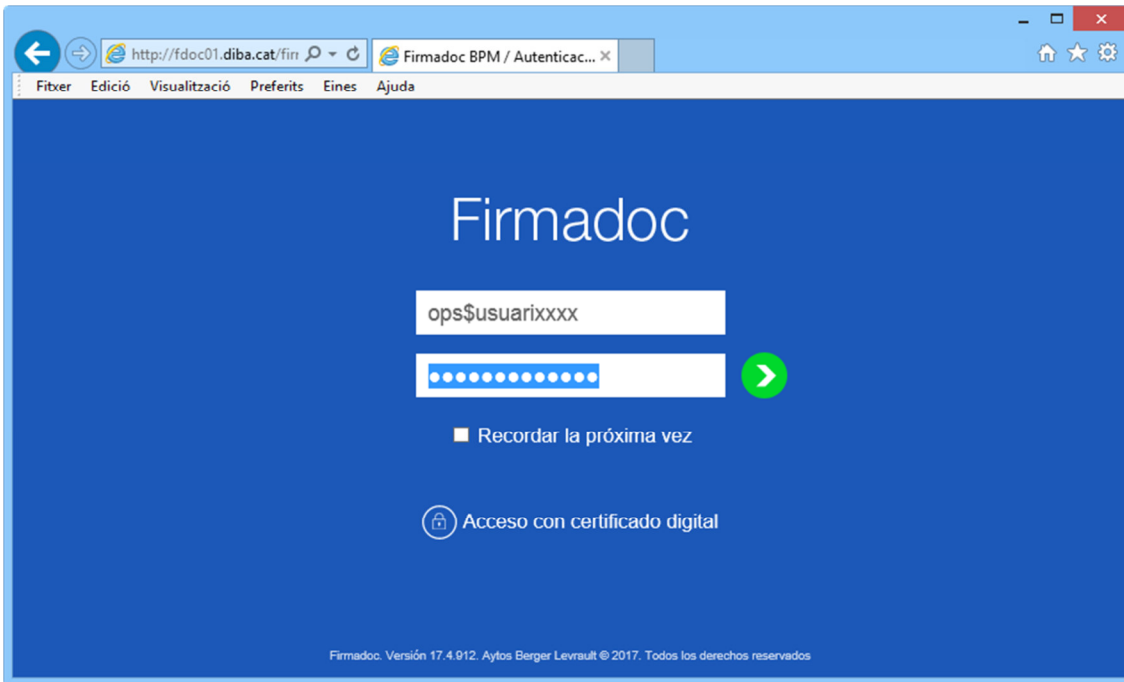 http://fdoc01.diba.cat/fir
Firmadoc BPM / Autenticac...
Fitxer Edició Visualització Preferits Eines Ajuda
Firmadoc
ops$usuarixxxx
Recordar la próxima vez
Acceso con certificado digital
Firmadoc. Versión 17.4.912. Aytos Berger Levrault © 2017. Todos los derechos reservados